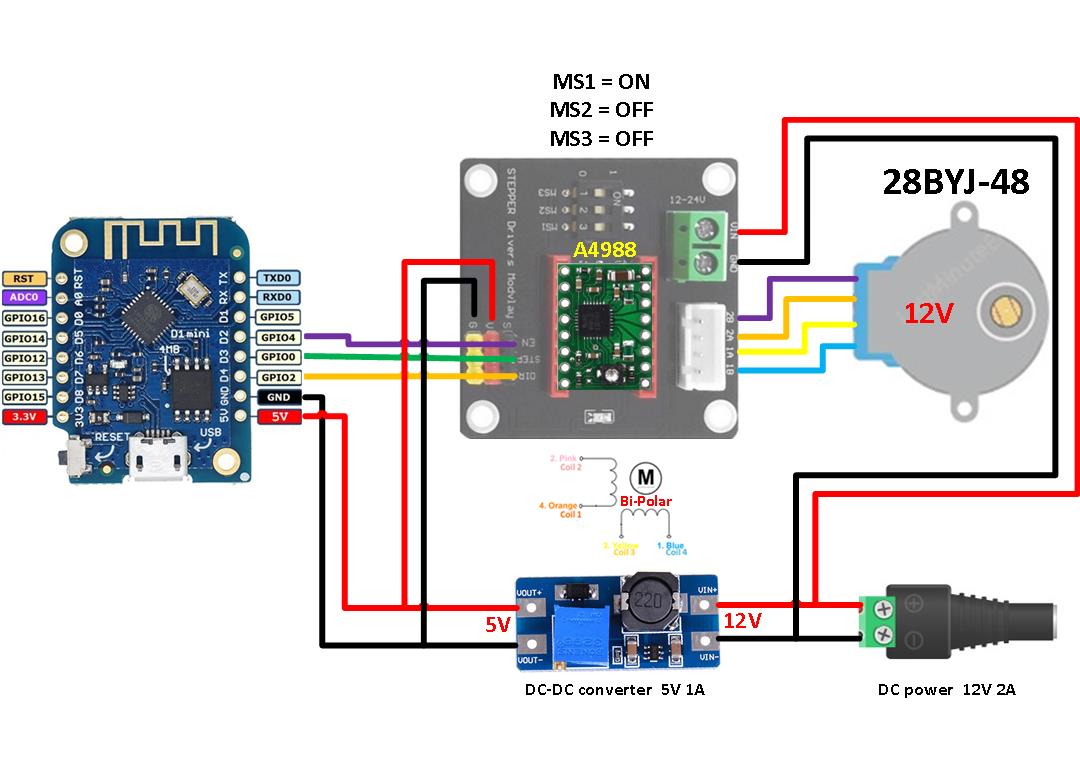 MS1 = ON
MS2 = OFF
MS3 = OFF
28BYJ-48
12V
A4988
12-24V
VIN
GND
0 1
ON
MS3
MS2
MS1
1
2
3
STEPPER Drivers Module
G
V
S
EN
STEP
DIR
2B
2A
1A
1B
RST
ADC0
GPIO16
GPIO14
GPIO12
GPIO13
GPIO15
3.3V
RST
A0
D0
D5
D6
D7
D8
3V3
TX
RX
D1
D2
D3
D4
GND
5V
D1 mini
4MB
RESET
USB
TXD0
RXD0
GPIO5
GPIO4
GPIO0
GPIO2
GND
5V
2. Pink
Coil 2
M
Bi-Polar
4. Orange
Coil 1
3. Yellow
Coil 3
1. Blue
Coil 4
VOUT+
VOUT-
220
VIN+
VIN-
5V
12V
DC-DC converter 5V 1A
DC power 12V 2A